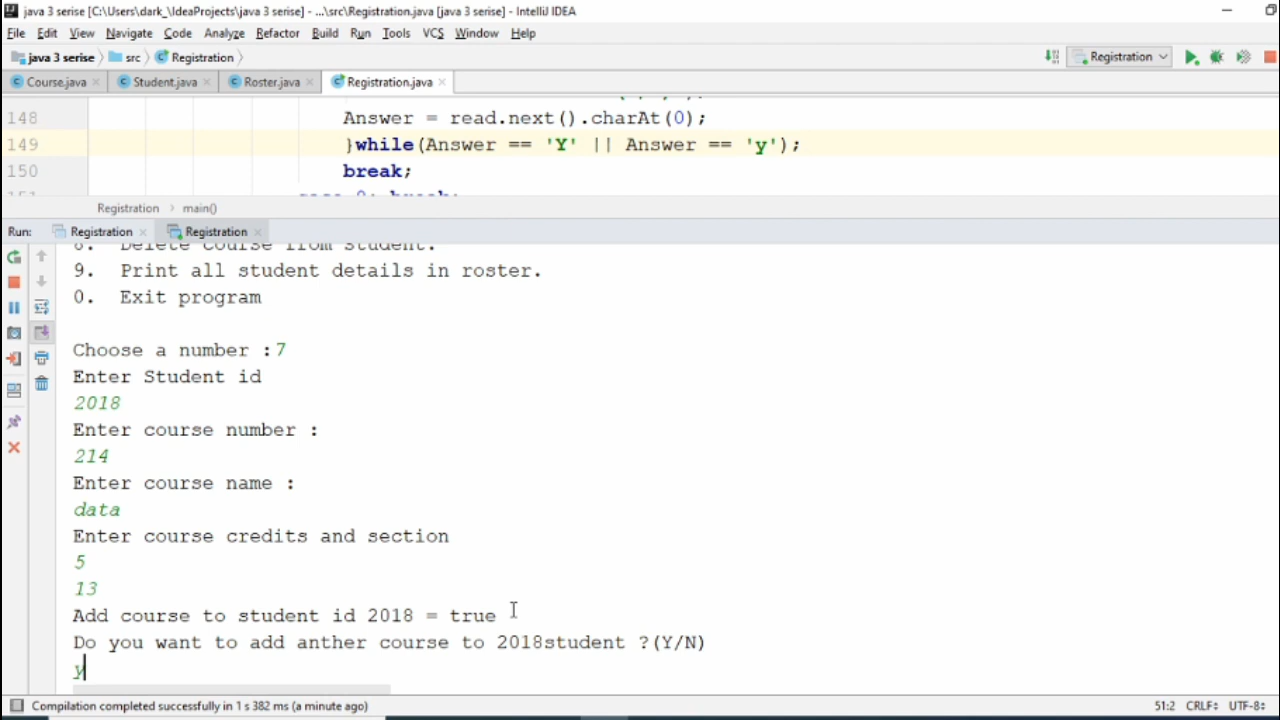 java 3 serise [C:\Users\dark_\IdeaProjects\java 3 serise] - ...\src\Registration.java [java 3 serise] - IntelliJ IDEA
File Edit View Navigate Code Analyze Refactor Build Run Tools VCS Window Help
java 3 serise src Registration Registration
Course.java Student.java Roster.java Registration.java
148 Answer = read.next().charAt(0);
149 }while(Answer == 'Y' || Answer == 'y');
150 break;
Registration main()
Run: Registration Registration
8. Delete course from student.
9. Print all student details in roster.
0. Exit program
Choose a number :7
Enter Student id
2018
Enter course number :
214
Enter course name :
data
Enter course credits and section
5
13
Add course to student id 2018 = true
Do you want to add anther course to 2018student ?(Y/N)
y
Compilation completed successfully in 1 s 382 ms (a minute ago) 51:2 CRLF UTF-8